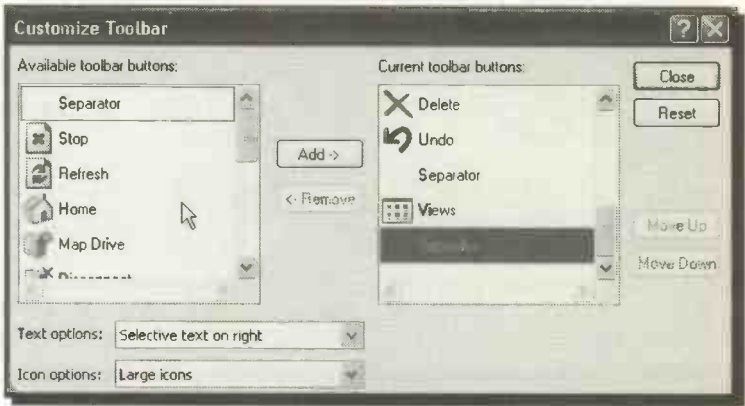 Customize Toolbar
Available toolbar buttons:
Separator
Stop
Refresh
Home
Map Drive
Add ->
<- Remove
Current toolbar buttons:
Delete
Undo
Separator
Views
Close
Reset
Move Up
Move Down
Text options: Selective text on right
Icon options: Large icons